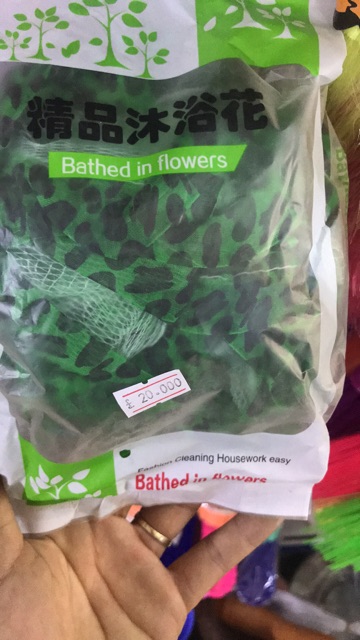 精品沐浴花
Bathed in flowers
£ 20.000
Fashion Cleaning Housework easy
Bathed in flowers